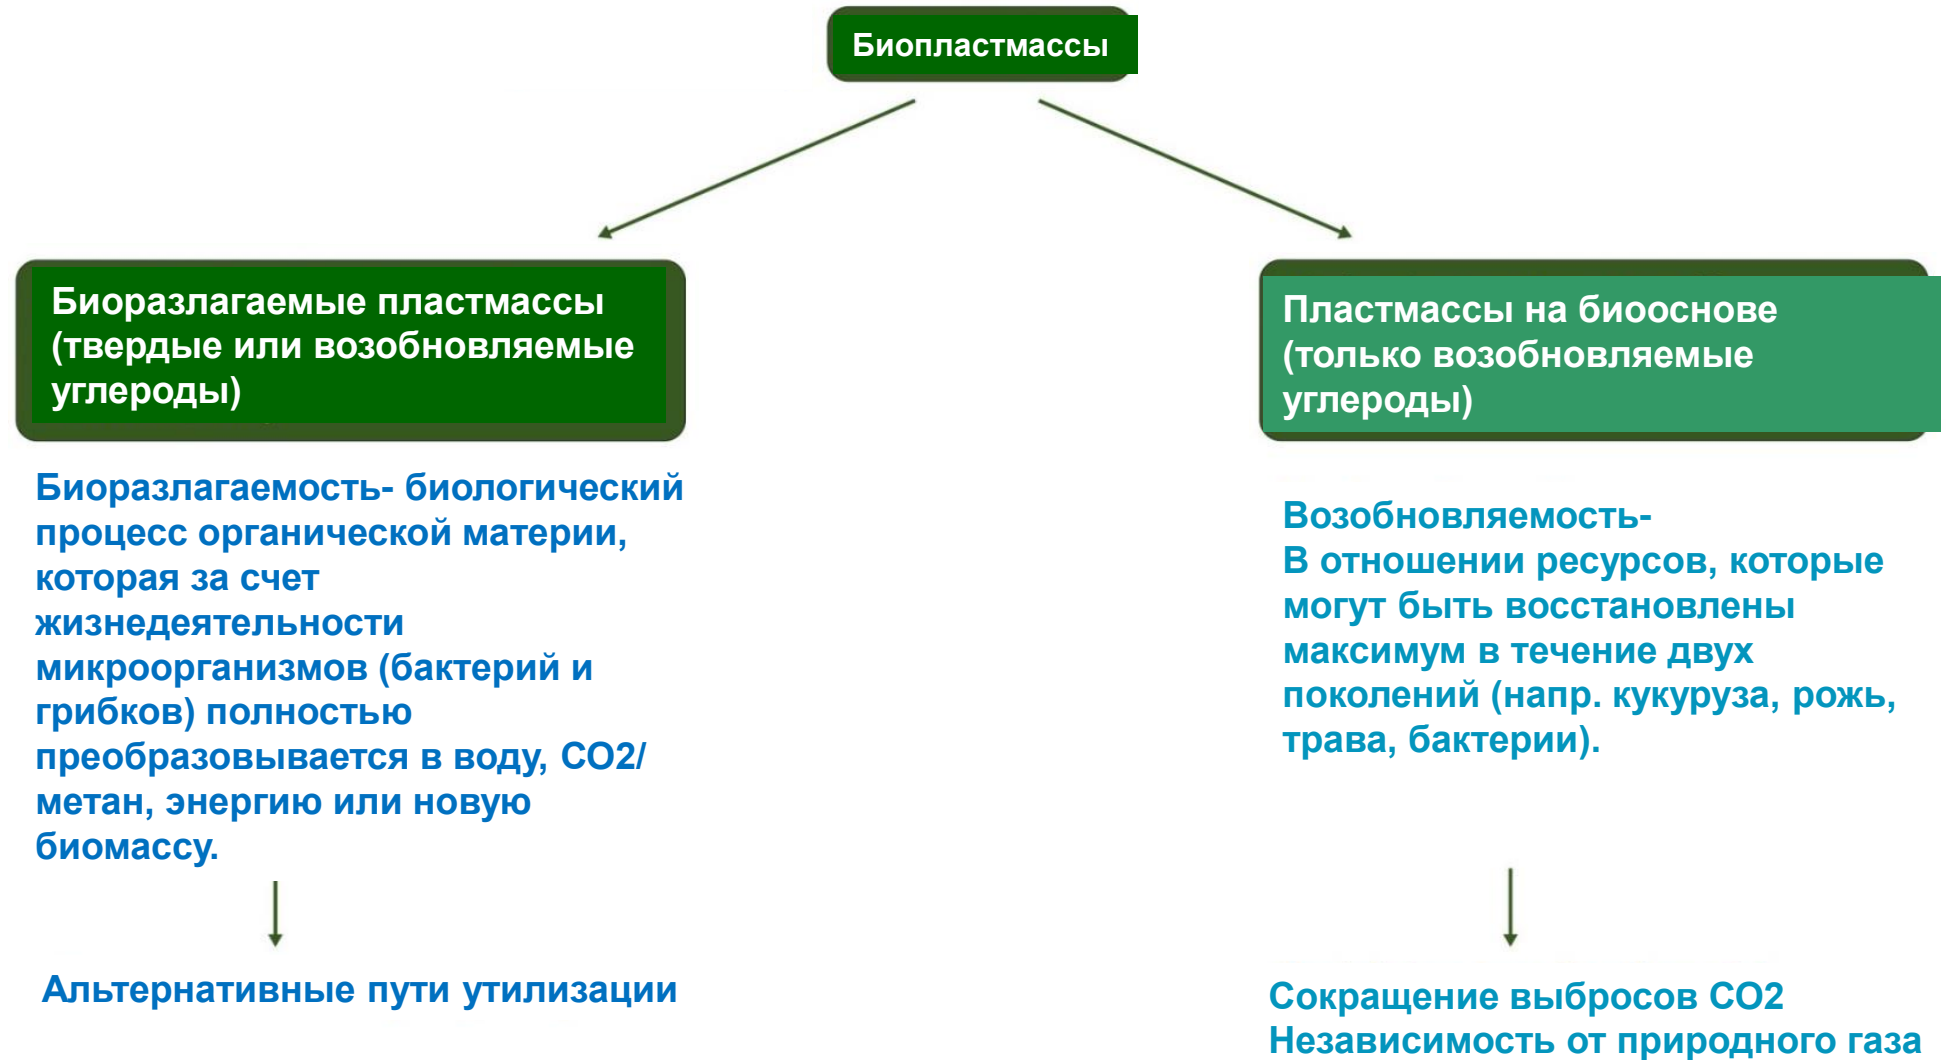 Биопластмассы
Биоразлагаемые пластмассы
(твердые или возобновляемые
углероды)
Биоразлагаемость- биологический
процесс органической материи,
которая за счет
жизнедеятельности
микроорганизмов (бактерий и
грибков) полностью
преобразовывается в воду, СО2/
метан, энергию или новую
биомассу.
Альтернативные пути утилизации
Пластмассы на биооснове
(только возобновляемые
углероды)
Возобновляемость-
В отношении ресурсов, которые
могут быть восстановлены
максимум в течение двух
поколений (напр. кукуруза, рожь,
трава, бактерии).
Сокращение выбросов СО2
Независимость от природного газа